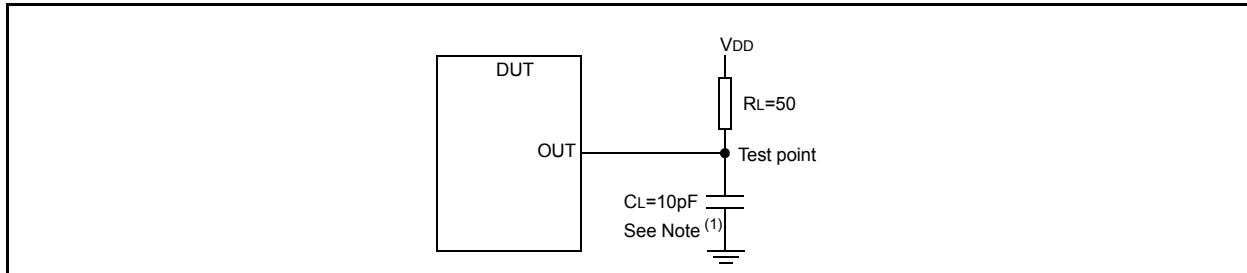 VDD
DUT
RL=50
OUT
Test point
CL=10pF
See Note (1)